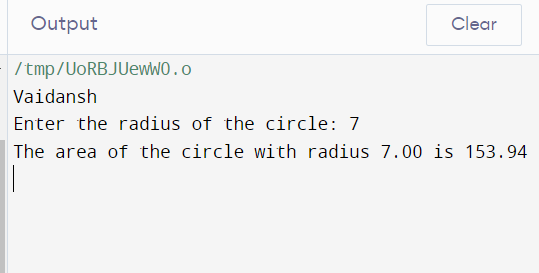 Output
Clear
/tmp/UoRBJUewWO.o
Vaidansh
Enter the radius of the circle: 7
The area of the circle with radius 7.00 is 153.94